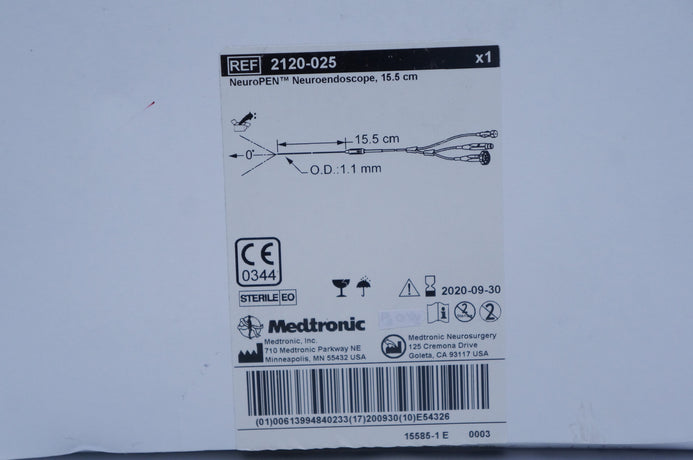 REF 2120-025 x1
NeuroPEN™ Neuroendoscope, 15.5 cm
15.5 cm
0°
O.D.:1.1 mm
CE
0344
STERILE EO
2020-09-30
2
2
Medtronic
Medtronic, Inc.
710 Medtronic Parkway NE
Minneapolis, MN 55432 USA
Medtronic Neurosurgery
125 Cremona Drive
Goleta, CA 93117 USA
(01)00613994840233(17)200930(10)E54326
15585-1 E 0003